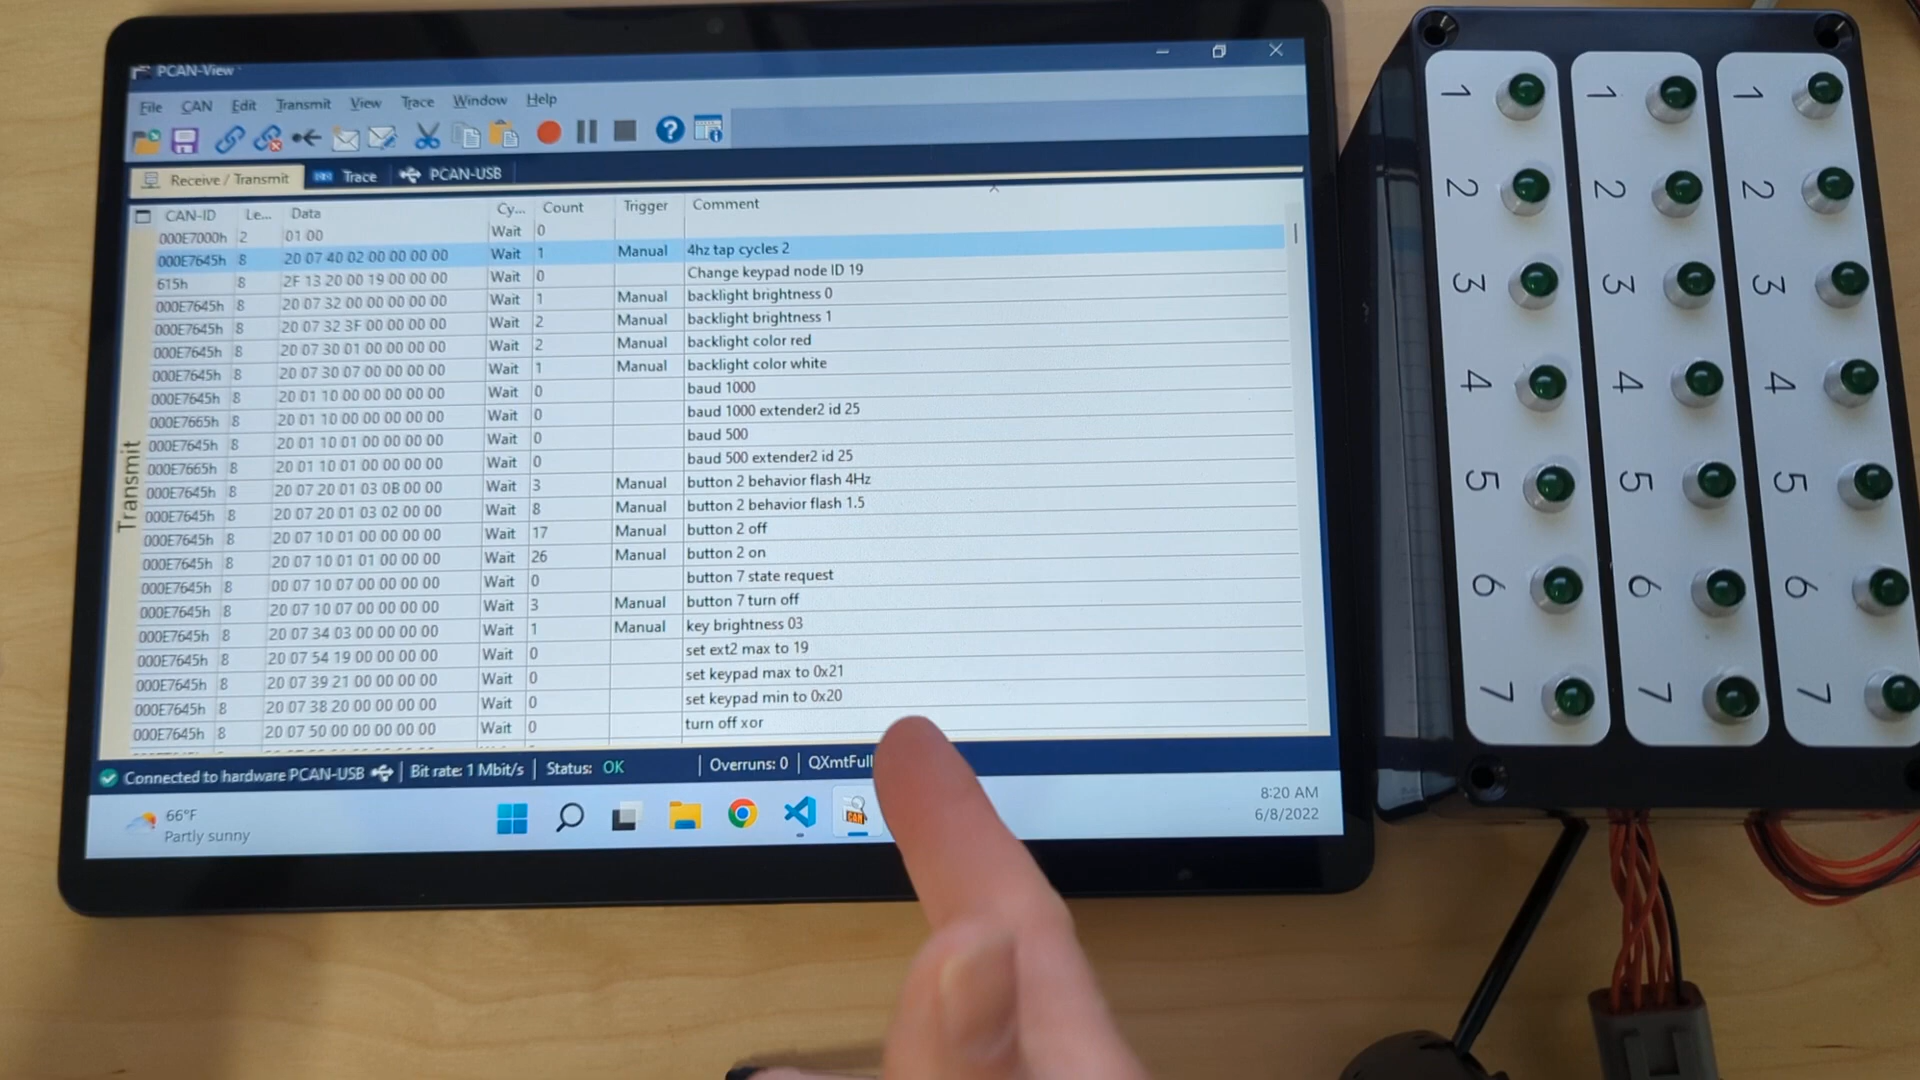 PCAN-View
File CAN Edit Transmit View Trace Window Help
Receive / Transmit Trace PCAN-USB
CAN-ID Le... Data Cy... Count Trigger Comment
000E7000h 2 01 00 Wait 0
000E7645h 8 20 07 40 02 00 00 00 00 Wait 1 Manual 4hz tap cycles 2
615h 8 2F 13 20 00 19 00 00 00 Wait 0 Change keypad node ID 19
000E7645h 8 20 07 32 00 00 00 00 00 Wait 1 Manual backlight brightness 0
000E7645h 8 20 07 32 3F 00 00 00 00 Wait 2 Manual backlight brightness 1
000E7645h 8 20 07 30 01 00 00 00 00 Wait 2 Manual backlight color red
000E7645h 8 20 07 30 07 00 00 00 00 Wait 1 Manual backlight color white
000E7645h 8 20 01 10 00 00 00 00 00 Wait 0 baud 1000
000E7665h 8 20 01 10 00 00 00 00 00 Wait 0 baud 1000 extender2 id 25
000E7645h 8 20 01 10 01 00 00 00 00 Wait 0 baud 500
000E7665h 8 20 01 10 01 00 00 00 00 Wait 0 baud 500 extender2 id 25
000E7645h 8 20 07 20 01 03 0B 00 00 Wait 3 Manual button 2 behavior flash 4Hz
000E7645h 8 20 07 20 01 03 02 00 00 Wait 8 Manual button 2 behavior flash 1.5
000E7645h 8 20 07 10 01 00 00 00 00 Wait 17 Manual button 2 off
000E7645h 8 20 07 10 01 01 00 00 00 Wait 26 Manual button 2 on
000E7645h 8 00 07 10 07 00 00 00 00 Wait 0 button 7 state request
000E7645h 8 20 07 10 07 00 00 00 00 Wait 3 Manual button 7 turn off
000E7645h 8 20 07 34 03 00 00 00 00 Wait 1 Manual key brightness 03
000E7645h 8 20 07 54 19 00 00 00 00 Wait 0 set ext2 max to 19
000E7645h 8 20 07 39 21 00 00 00 00 Wait 0 set keypad max to 0x21
000E7645h 8 20 07 38 20 00 00 00 00 Wait 0 set keypad min to 0x20
000E7645h 8 20 07 50 00 00 00 00 00 Wait 0 turn off xor
Transmit
Connected to hardware PCAN-USB Bit rate: 1 Mbit/s Status: OK Overruns: 0 QXmtFull
66°F
Partly sunny
CAN
8:20 AM
6/8/2022
1 1 1
2 2 2
3 3 3
4 4 4
5 5 5
6 6 6
7 7 7